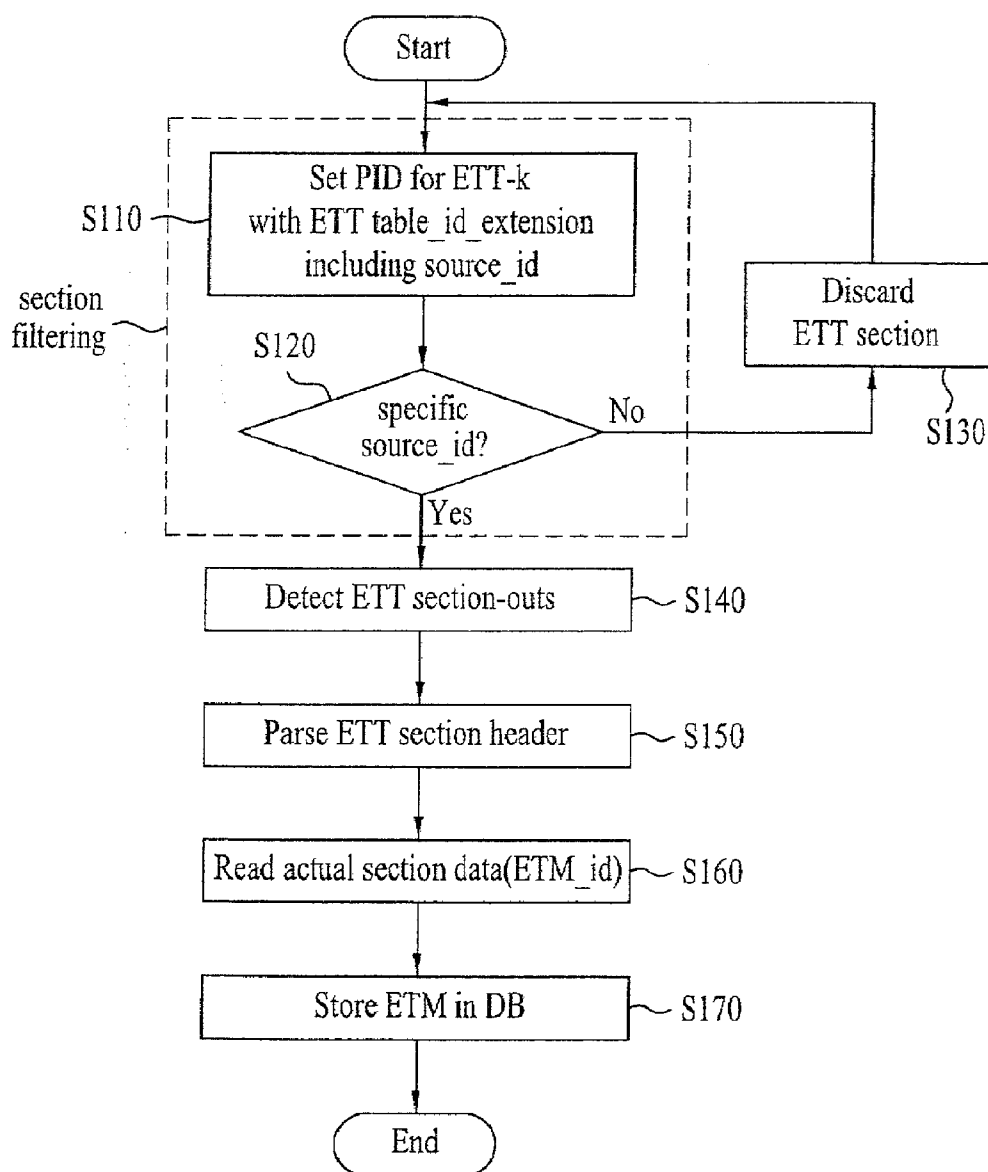 Start
Set PID for ETT-k
with ETT table_id_extension
including source_id
S110
section
filtering
Discard
ETT section
S130
S120
specific
source_id?
No
Yes
Detect ETT section-outs
S140
Parse ETT section header
S150
Read actual section data(ETM_id)
S160
Store ETM in DB
S170
End